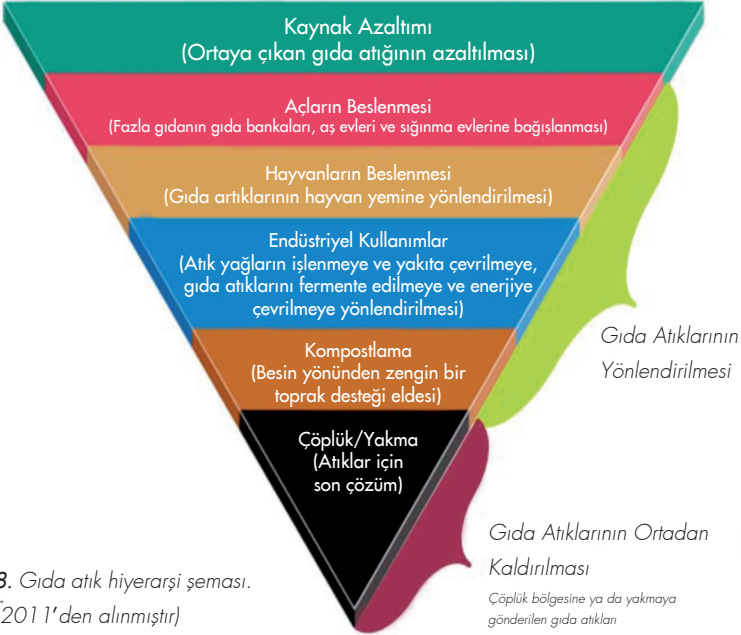 Kaynak Azaltımı
(Ortaya çıkan gıda atığının azaltılması)
Açların Beslenmesi
(Fazla gıdanın gıda bankaları, aş evleri ve sığınma evlerine bağışlanması)
Hayvanların Beslenmesi
(Gıda artıklarının hayvan yemine yönlendirilmesi)
Endüstriyel Kullanımlar
(Atık yağların işlenmeye ve yakıta çevrilmeye,
gıda atıklarını fermente edilmeye ve enerjiye
çevrilmeye yönlendirilmesi)
Kompostlama
(Besin yönünden zengin bir
toprak desteği eldesi)
Çöplük/Yakma
(Atıklar için
son çözüm)
Gıda Atıklarının
Yönlendirilmesi
Gıda Atıklarının Ortadan
Kaldırılması
Çöplük bölgesine ya da yakmaya
gönderilen gıda atıkları
8. Gıda atık hiyerarşi şeması.
2011'den alınmıştır)